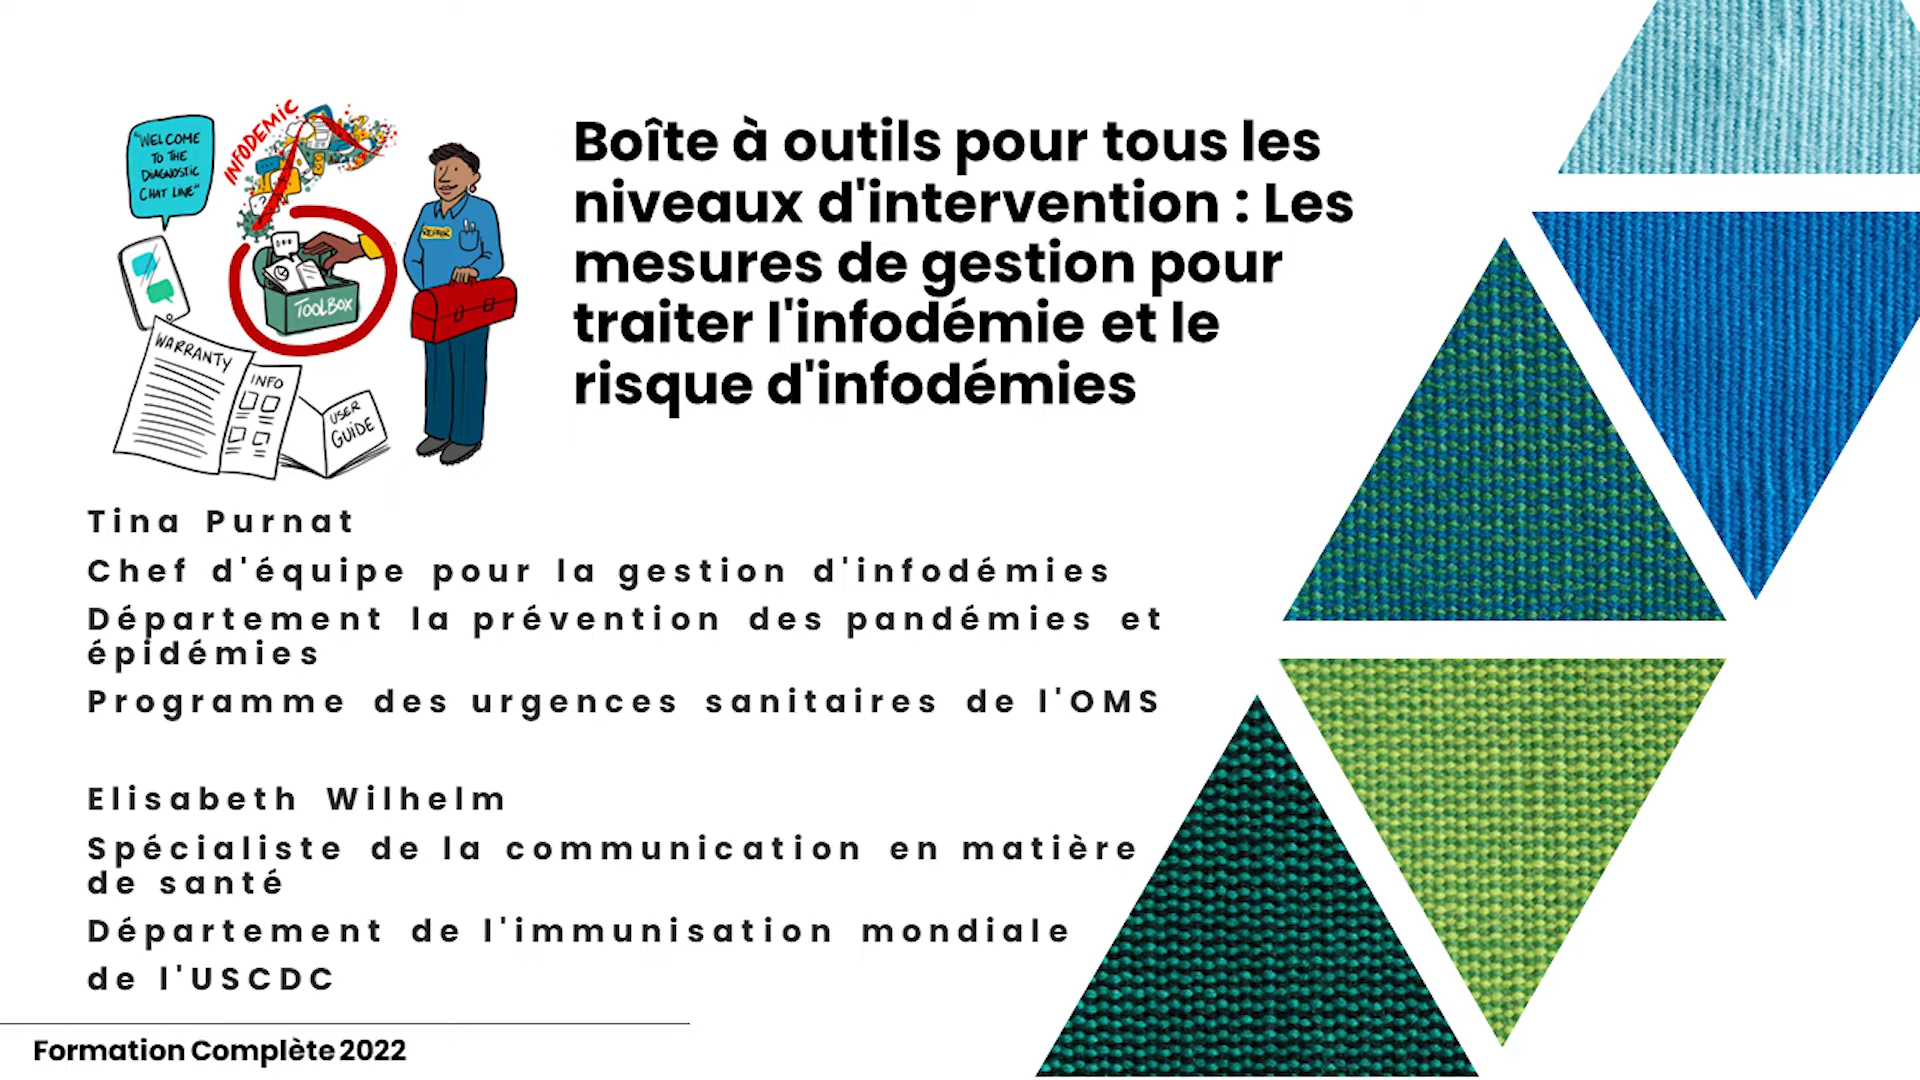 "WELCOME
TO THE
DIAGNOSTIC
CHAT LINE"
INFODEMIC
REPAIR
TOOLBOX
WARRANTY
INFO
USER
GUIDE
Boîte à outils pour tous les
niveaux d'intervention : Les
mesures de gestion pour
traiter l'infodémie et le
risque d'infodémies
Tina Purnat
Chef d'équipe pour la gestion d'infodémies
Département la prévention des pandémies et
épidémies
Programme des urgences sanitaires de l'OMS
Elisabeth Wilhelm
Spécialiste de la communication en matière
de santé
Département de l'immunisation mondiale
de l'USCDC
Formation Complète 2022